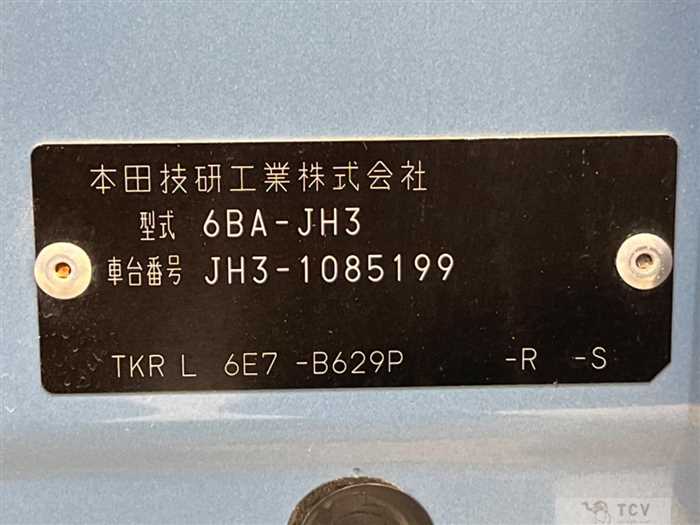 本田技研工業株式会社
型式 6BA-JH3
車台番号 JH3-1085199
TKR L 6E7 -B629P -R -S
TCV